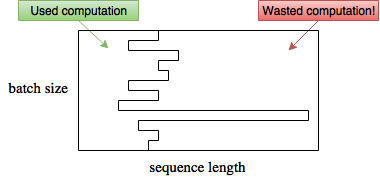 Used computation
Wasted computation!
batch size
sequence length